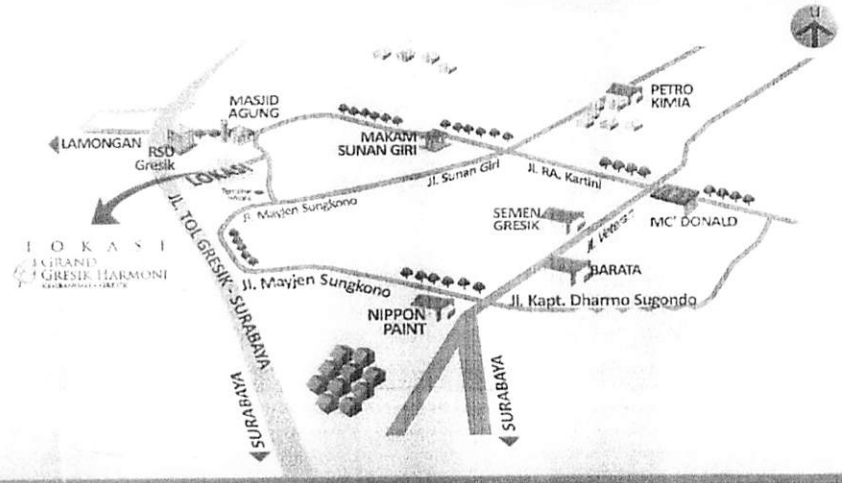 U
PETRO
KIMIA
MASJID
AGUNG
LAMONGAN
RSU
Gresik
MAKAM
SUNAN GIRI
LOKASI
Jl. Sunan Giri
Jl. RA. Kartini
Jl. Mayjen Sungkono
SEMEN
GRESIK
MC' DONALD
Jl. Veteran
BARATA
LOKASI
GRAND
GRESIK HARMONI
JL. TOL GRESIK - SURABAYA
Jl. Mayjen Sungkono
Jl. Kapt. Dharmo Sugondo
NIPPON
PAINT
SURABAYA
SURABAYA